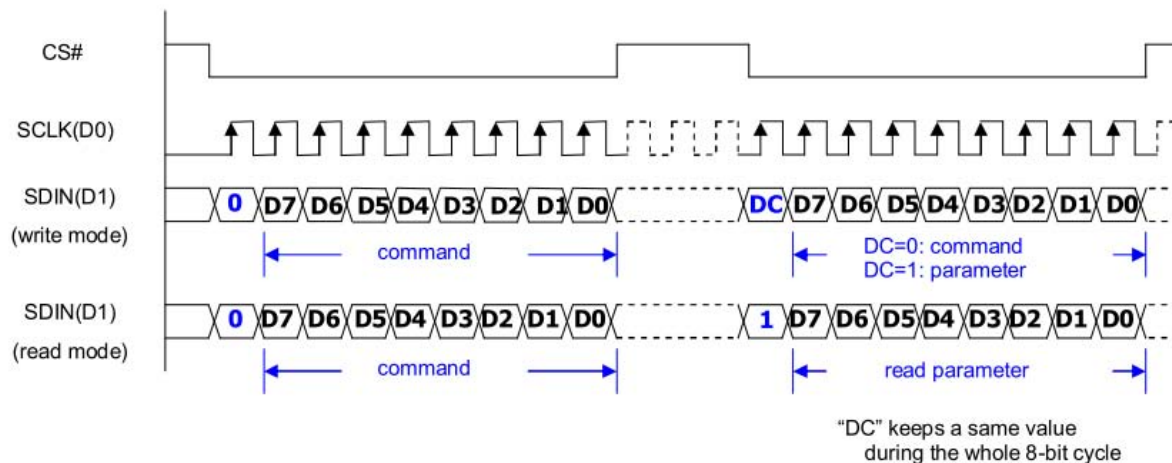 CS#
SCLK(D0)
SDIN(D1) 0 D7 D6 D5 D4 D3 D2 D1 D0 DC D7 D6 D5 D4 D3 D2 D1 D0
(write mode) command DC=0: command
DC=1: parameter
SDIN(D1) 0 D7 D6 D5 D4 D3 D2 D1 D0 1 D7 D6 D5 D4 D3 D2 D1 D0
(read mode) command read parameter
“DC” keeps a same value
during the whole 8-bit cycle